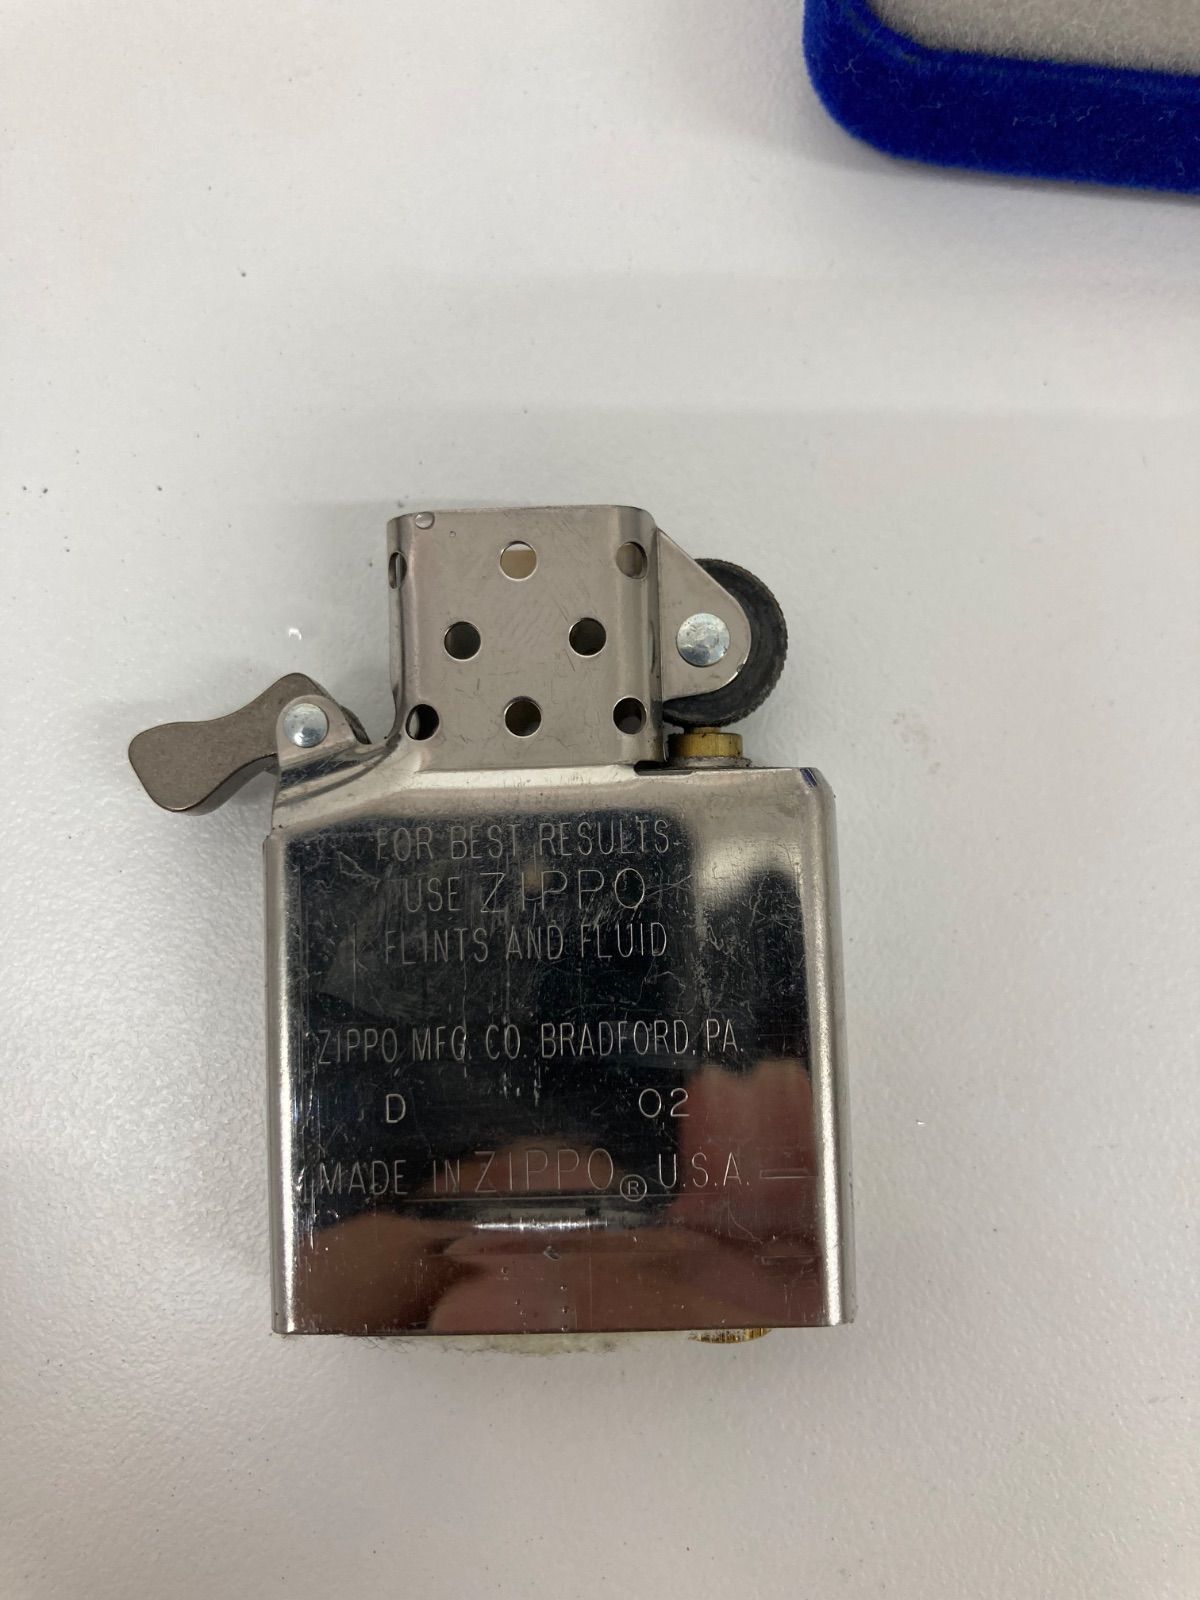 FOR BEST RESULTS
USE ZIPPO
FLINTS AND FLUID
ZIPPO MFG. CO. BRADFORD, PA.
D 02
MADE IN ZIPPO® U.S.A.